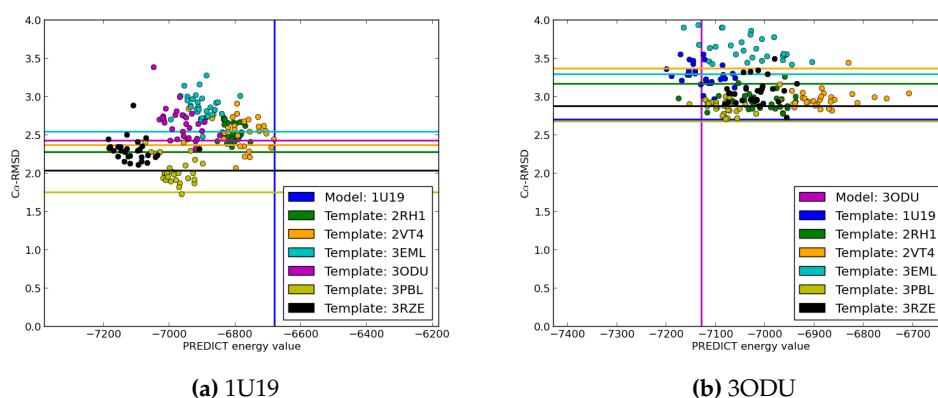 4.0
3.5
3.0
2.5
2.0
1.5
1.0
0.5
0.0
Cα-RMSD
−7200 −7000 −6800 −6600 −6400 −6200
PREDICT energy value
Model: 1U19
Template: 2RH1
Template: 2VT4
Template: 3EML
Template: 3ODU
Template: 3PBL
Template: 3RZE
(a) 1U19
4.0
3.5
3.0
2.5
2.0
1.5
1.0
0.5
0.0
Cα-RMSD
−7400 −7300 −7200 −7100 −7000 −6900 −6800 −6700
PREDICT energy value
Model: 3ODU
Template: 1U19
Template: 2RH1
Template: 2VT4
Template: 3EML
Template: 3PBL
Template: 3RZE
(b) 3ODU